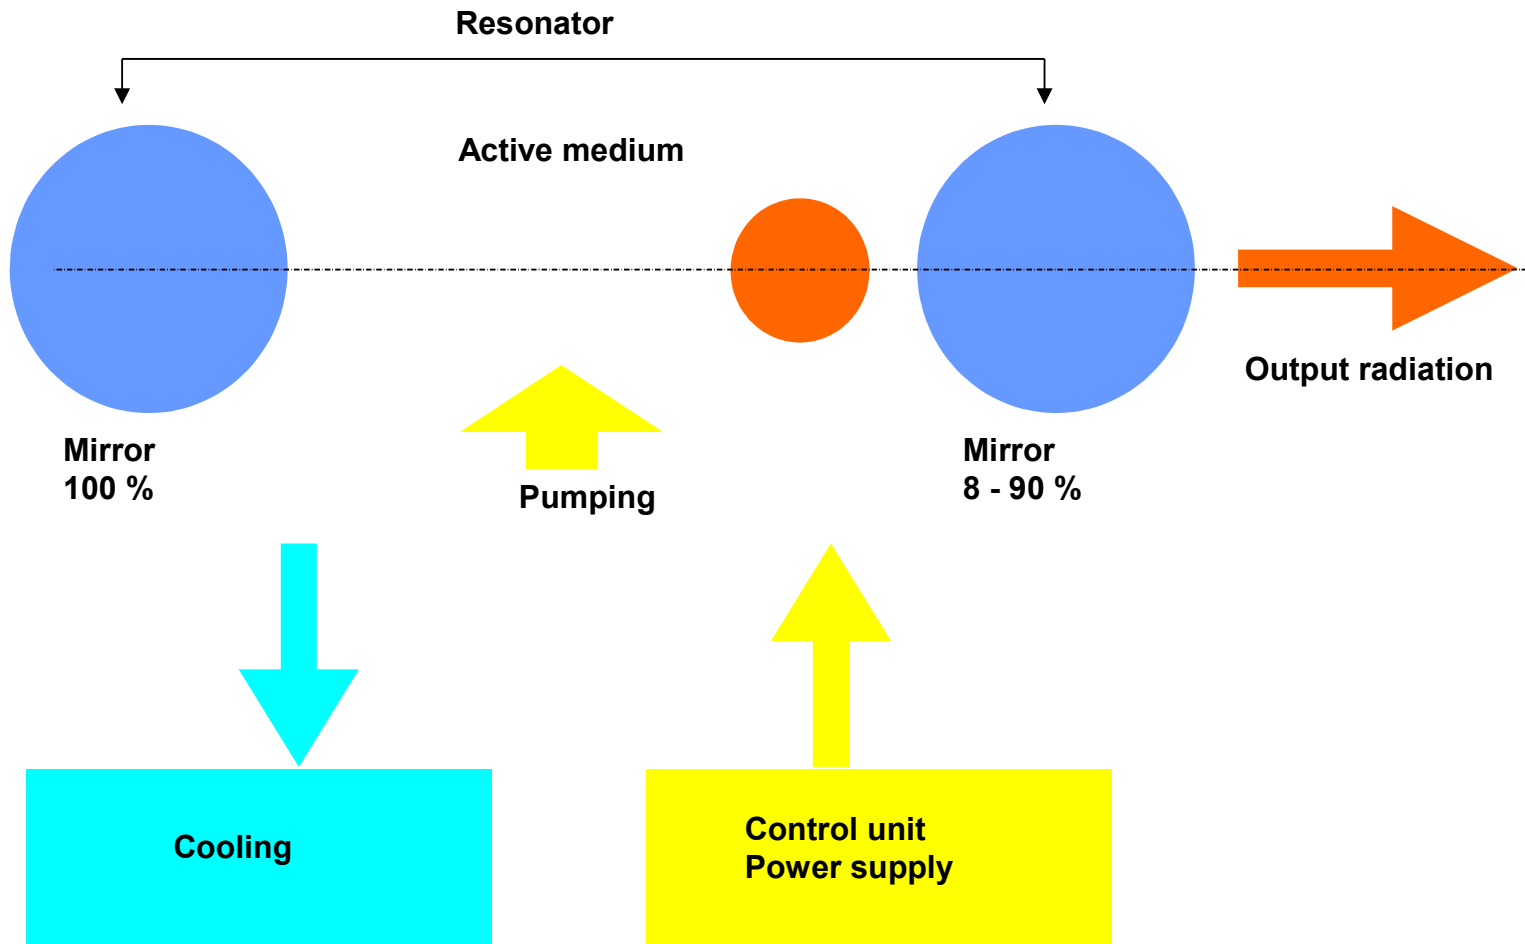 Resonator
Active medium
Output radiation
Mirror
100 %
Mirror
8 - 90 %
Pumping
Cooling
Control unit
Power supply